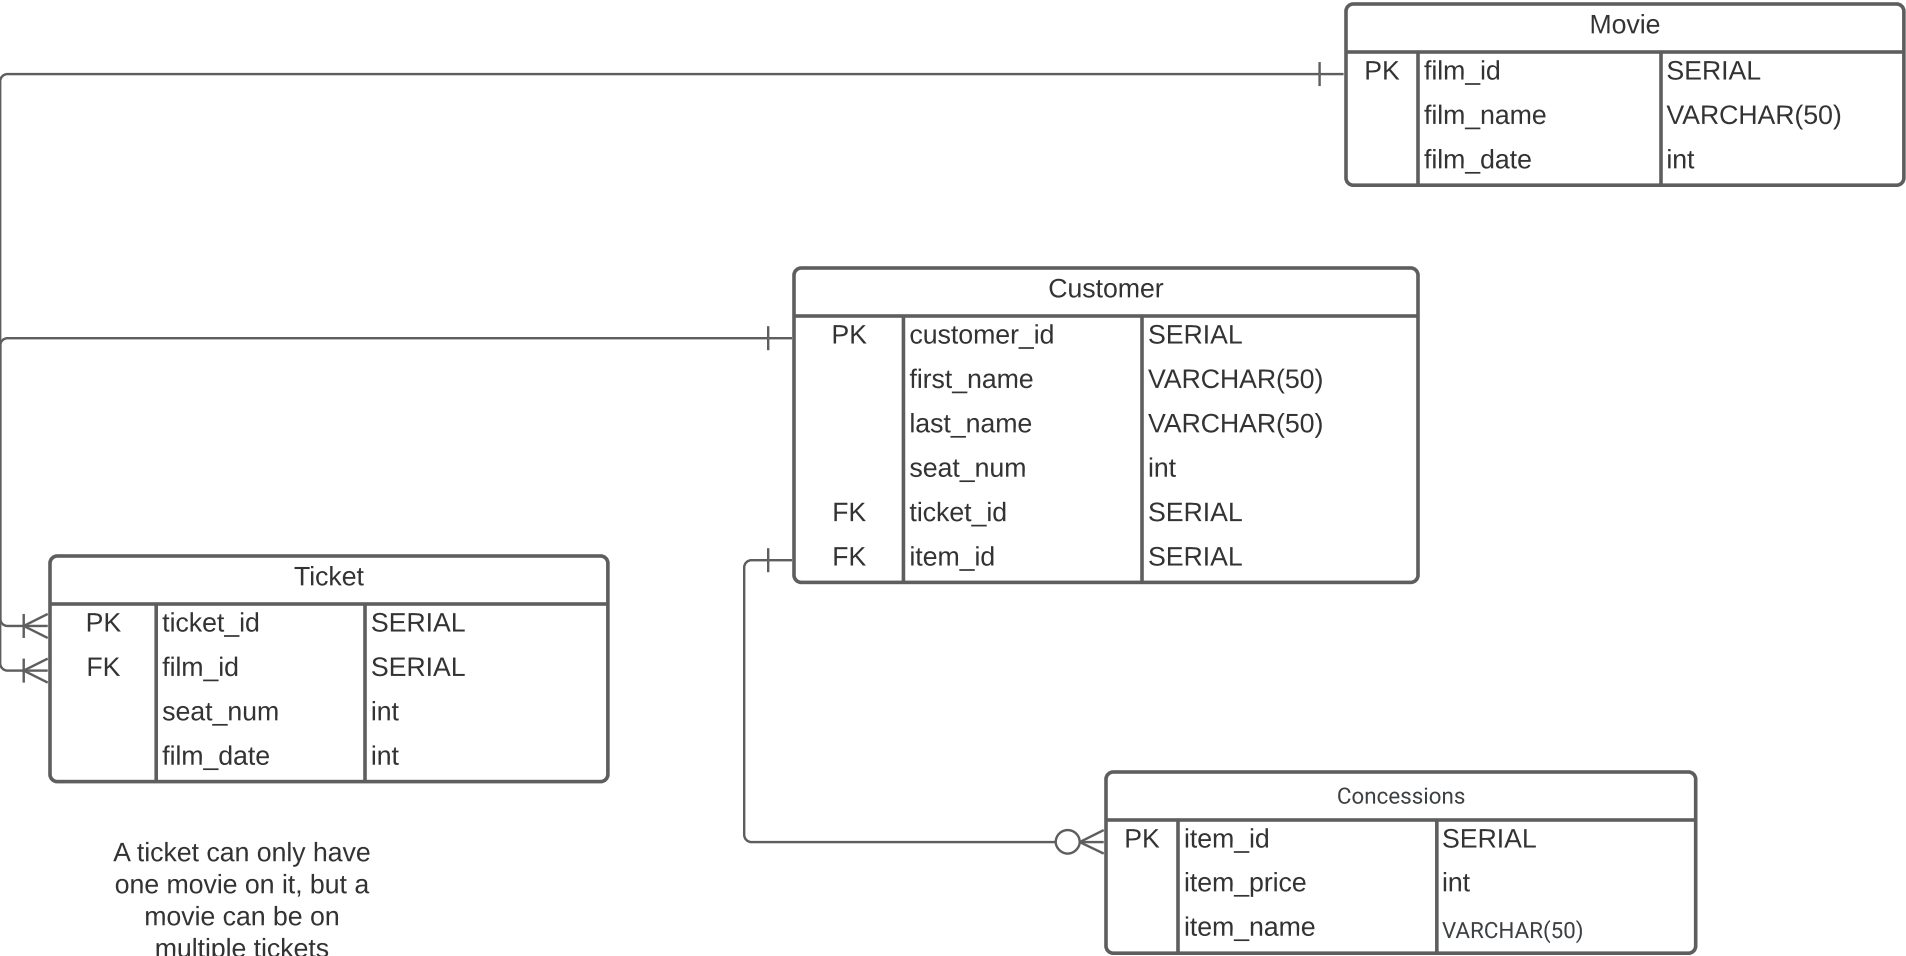 Movie
PK film_id SERIAL
film_name VARCHAR(50)
film_date int
Customer
PK customer_id SERIAL
first_name VARCHAR(50)
last_name VARCHAR(50)
seat_num int
FK ticket_id SERIAL
FK item_id SERIAL
Ticket
PK ticket_id SERIAL
FK film_id SERIAL
seat_num int
film_date int
A ticket can only have
one movie on it, but a
movie can be on
multiple tickets
Concessions
PK item_id SERIAL
item_price int
item_name VARCHAR(50)